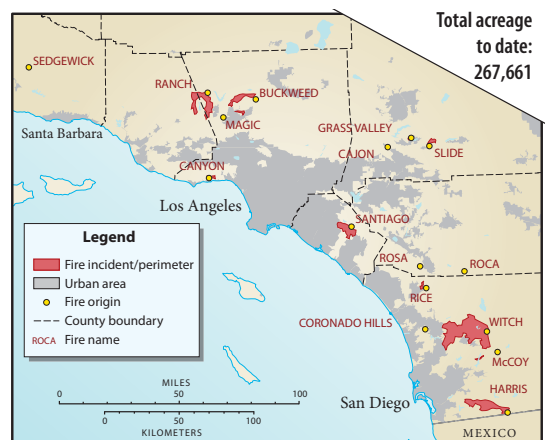 Total acreage
to date:
267,661
SEDGEWICK
RANCH
BUCKWEED
MAGIC
Santa Barbara
GRASS VALLEY
CAJON
SLIDE
CANYON
Los Angeles
SANTIAGO
ROSA
ROCA
RICE
CORONADO HILLS
WITCH
McCOY
HARRIS
San Diego
MEXICO
Legend
Fire incident/perimeter
Urban area
Fire origin
County boundary
ROCA Fire name
MILES
0 50 100
0 50 100
KILOMETERS